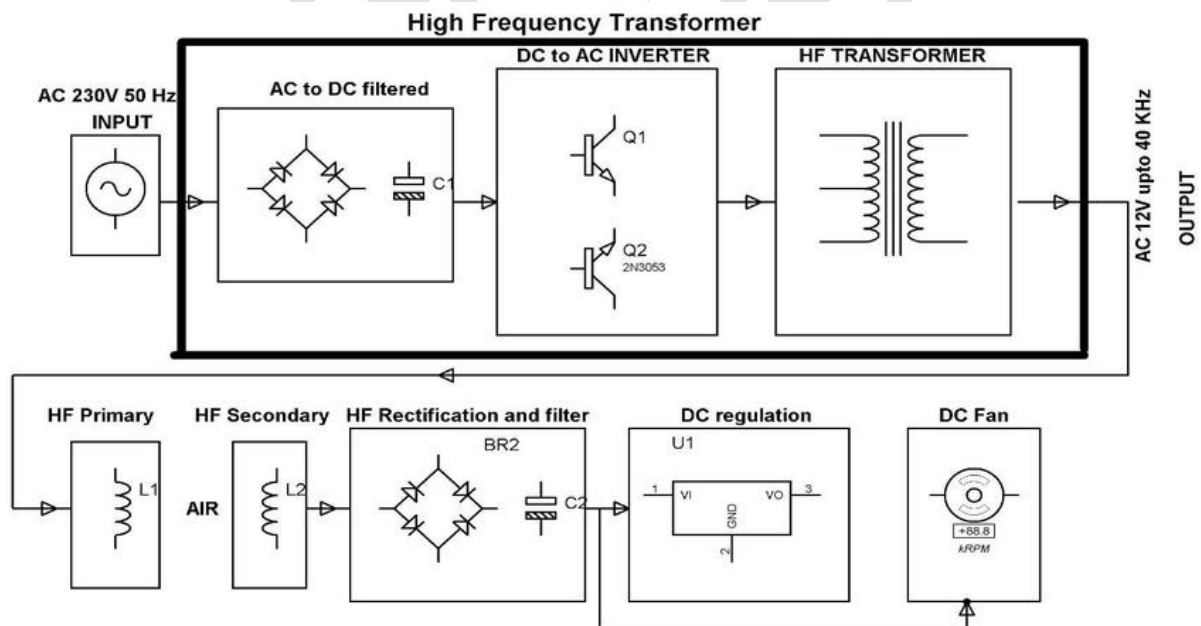 High Frequency Transformer
DC to AC INVERTER
HF TRANSFORMER
AC to DC filtered
AC 230V 50 Hz
INPUT
C1
Q1
Q2
2N3053
AC 12V upto 40 KHz
OUTPUT
HF Primary
HF Secondary
HF Rectification and filter
DC regulation
DC Fan
L1
AIR
L2
BR2
C2
U1
1
VI
VO
3
GND
2
+88.8
kRPM